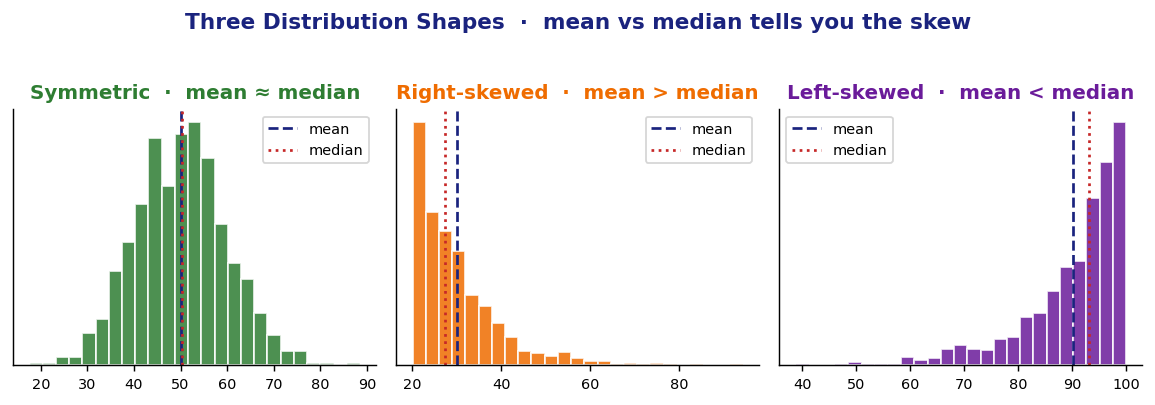 Three Distribution Shapes · mean vs median tells you the skew
Symmetric · mean ≈ median
mean
median
20 30 40 50 60 70 80 90
Right-skewed · mean > median
mean
median
20 40 60 80
Left-skewed · mean < median
mean
median
40 50 60 70 80 90 100